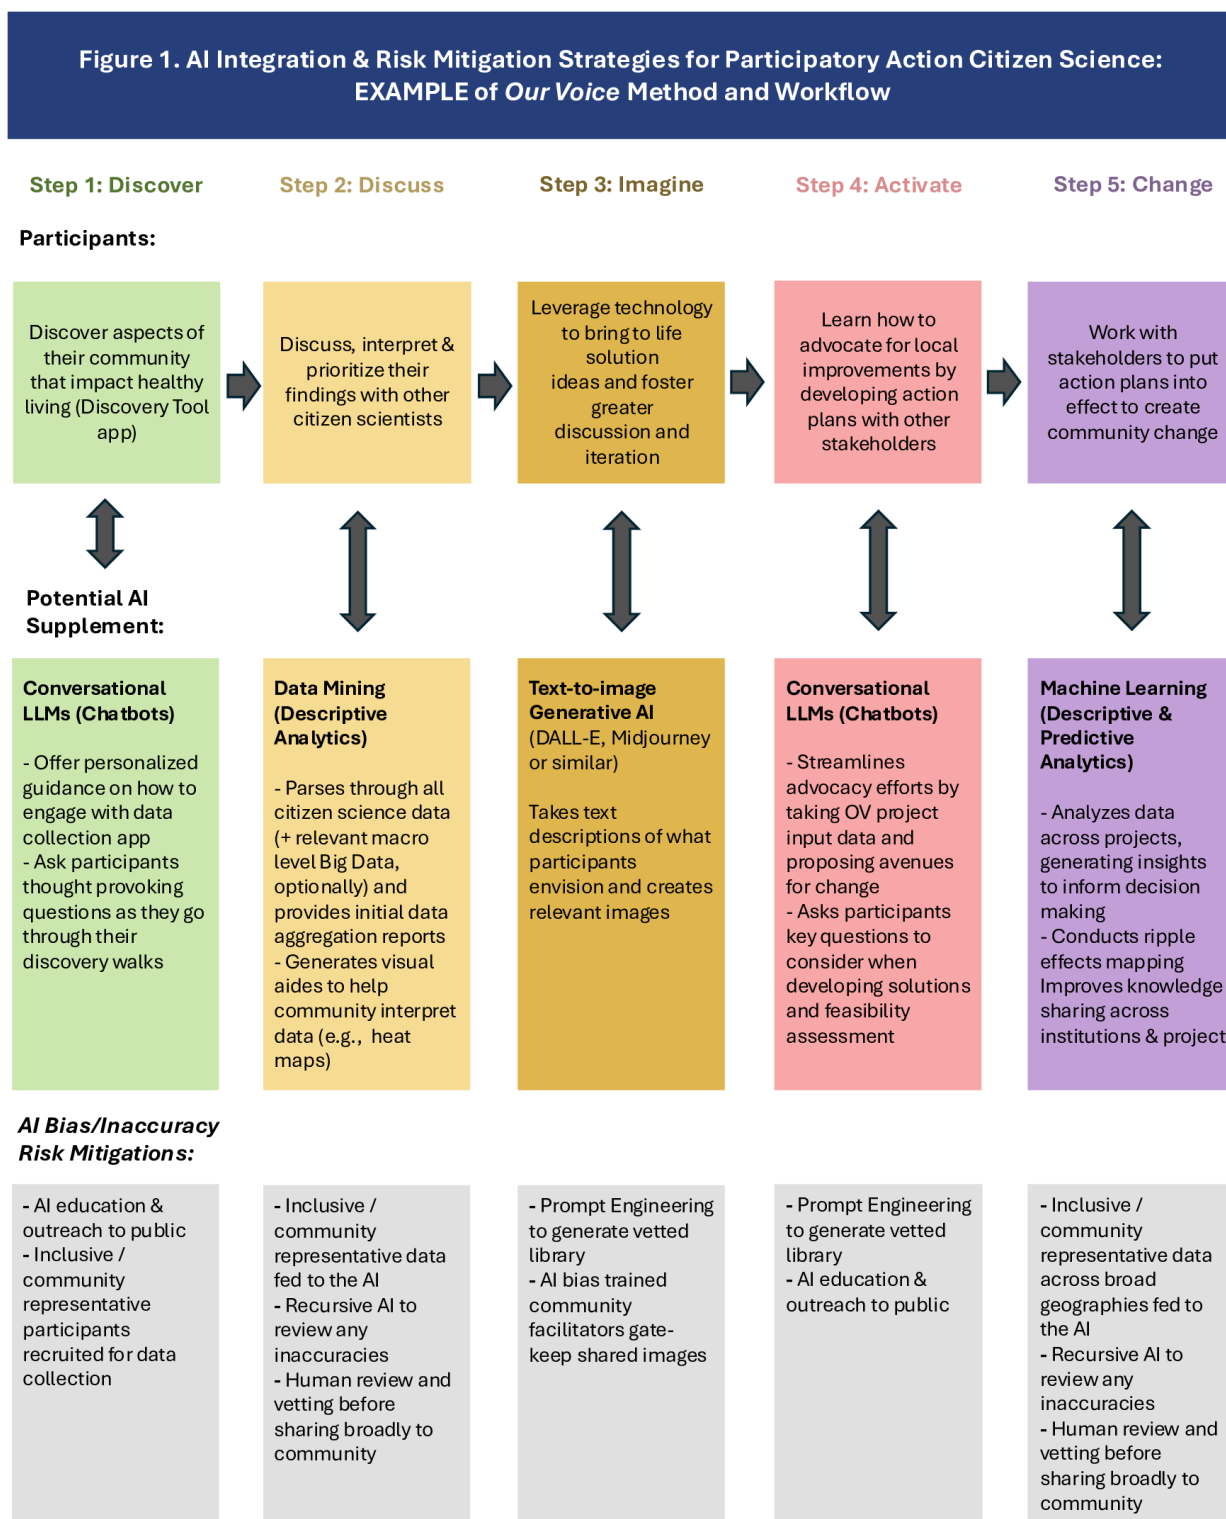 Figure 1. AI Integration & Risk Mitigation Strategies for Participatory Action Citizen Science:
EXAMPLE of Our Voice Method and Workflow
Step 1: Discover
Step 2: Discuss
Step 3: Imagine
Step 4: Activate
Step 5: Change
Participants:
Discover aspects of
their community
that impact healthy
living (Discovery Tool
app)
Discuss, interpret &
prioritize their
findings with other
citizen scientists
Leverage technology
to bring to life
solution
ideas and foster
greater
discussion and
iteration
Learn how to
advocate for local
improvements by
developing action
plans with other
stakeholders
Work with
stakeholders to put
action plans into
effect to create
community change
Potential AI
Supplement:
Conversational
LLMs (Chatbots)
- Offer personalized
guidance on how to
engage with data
collection app
- Ask participants
thought provoking
questions as they go
through their
discovery walks
Data Mining
(Descriptive
Analytics)
- Parses through all
citizen science data
(+ relevant macro
level Big Data,
optionally) and
provides initial data
aggregation reports
- Generates visual
aides to help
community interpret
data (e.g., heat
maps)
Text-to-image
Generative AI
(DALL-E, Midjourney
or similar)
Takes text
descriptions of what
participants
envision and creates
relevant images
Conversational
LLMs (Chatbots)
- Streamlines
advocacy efforts by
taking OV project
input data and
proposing avenues
for change
- Asks participants
key questions to
consider when
developing solutions
and feasibility
assessment
Machine Learning
(Descriptive &
Predictive
Analytics)
- Analyzes data
across projects,
generating insights
to inform decision
making
- Conducts ripple
effects mapping
Improves knowledge
sharing across
institutions & project
AI Bias/Inaccuracy
Risk Mitigations:
- AI education &
outreach to public
- Inclusive /
community
representative
participants
recruited for data
collection
- Inclusive /
community
representative data
fed to the AI
- Recursive AI to
review any
inaccuracies
- Human review and
vetting before
sharing broadly to
community
- Prompt Engineering
to generate vetted
library
- AI bias trained
community
facilitators gate-
keep shared images
- Prompt Engineering
to generate vetted
library
- AI education &
outreach to public
- Inclusive /
community
representative data
across broad
geographies fed to
the AI
- Recursive AI to
review any
inaccuracies
- Human review and
vetting before
sharing broadly to
community